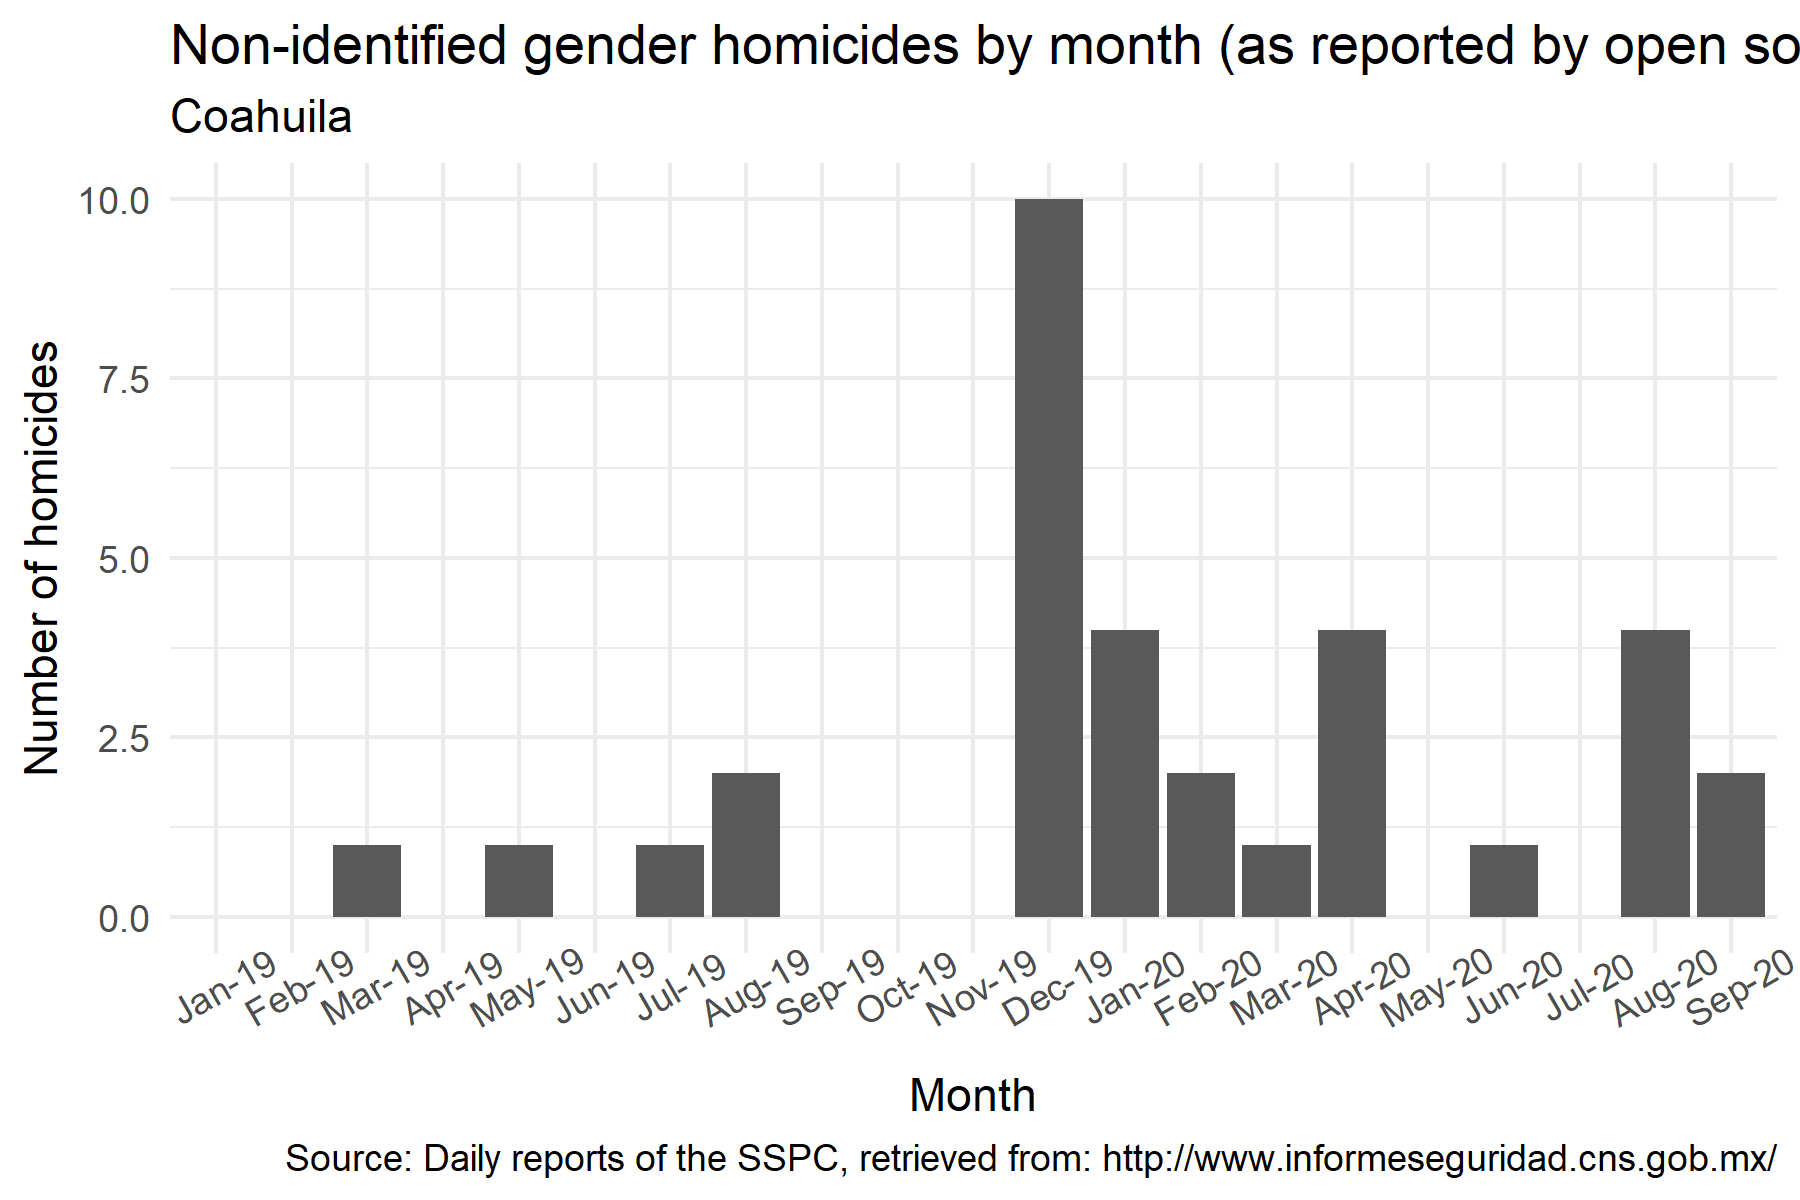 Non-identified gender homicides by month (as reported by open so
Coahuila
Number of homicides
10.0
7.5
5.0
2.5
0.0
Jan-19
Feb-19
Mar-19
Apr-19
May-19
Jun-19
Jul-19
Aug-19
Sep-19
Oct-19
Nov-19
Dec-19
Jan-20
Feb-20
Mar-20
Apr-20
May-20
Jun-20
Jul-20
Aug-20
Sep-20
Month
Source: Daily reports of the SSPC, retrieved from: http://www.informeseguridad.cns.gob.mx/